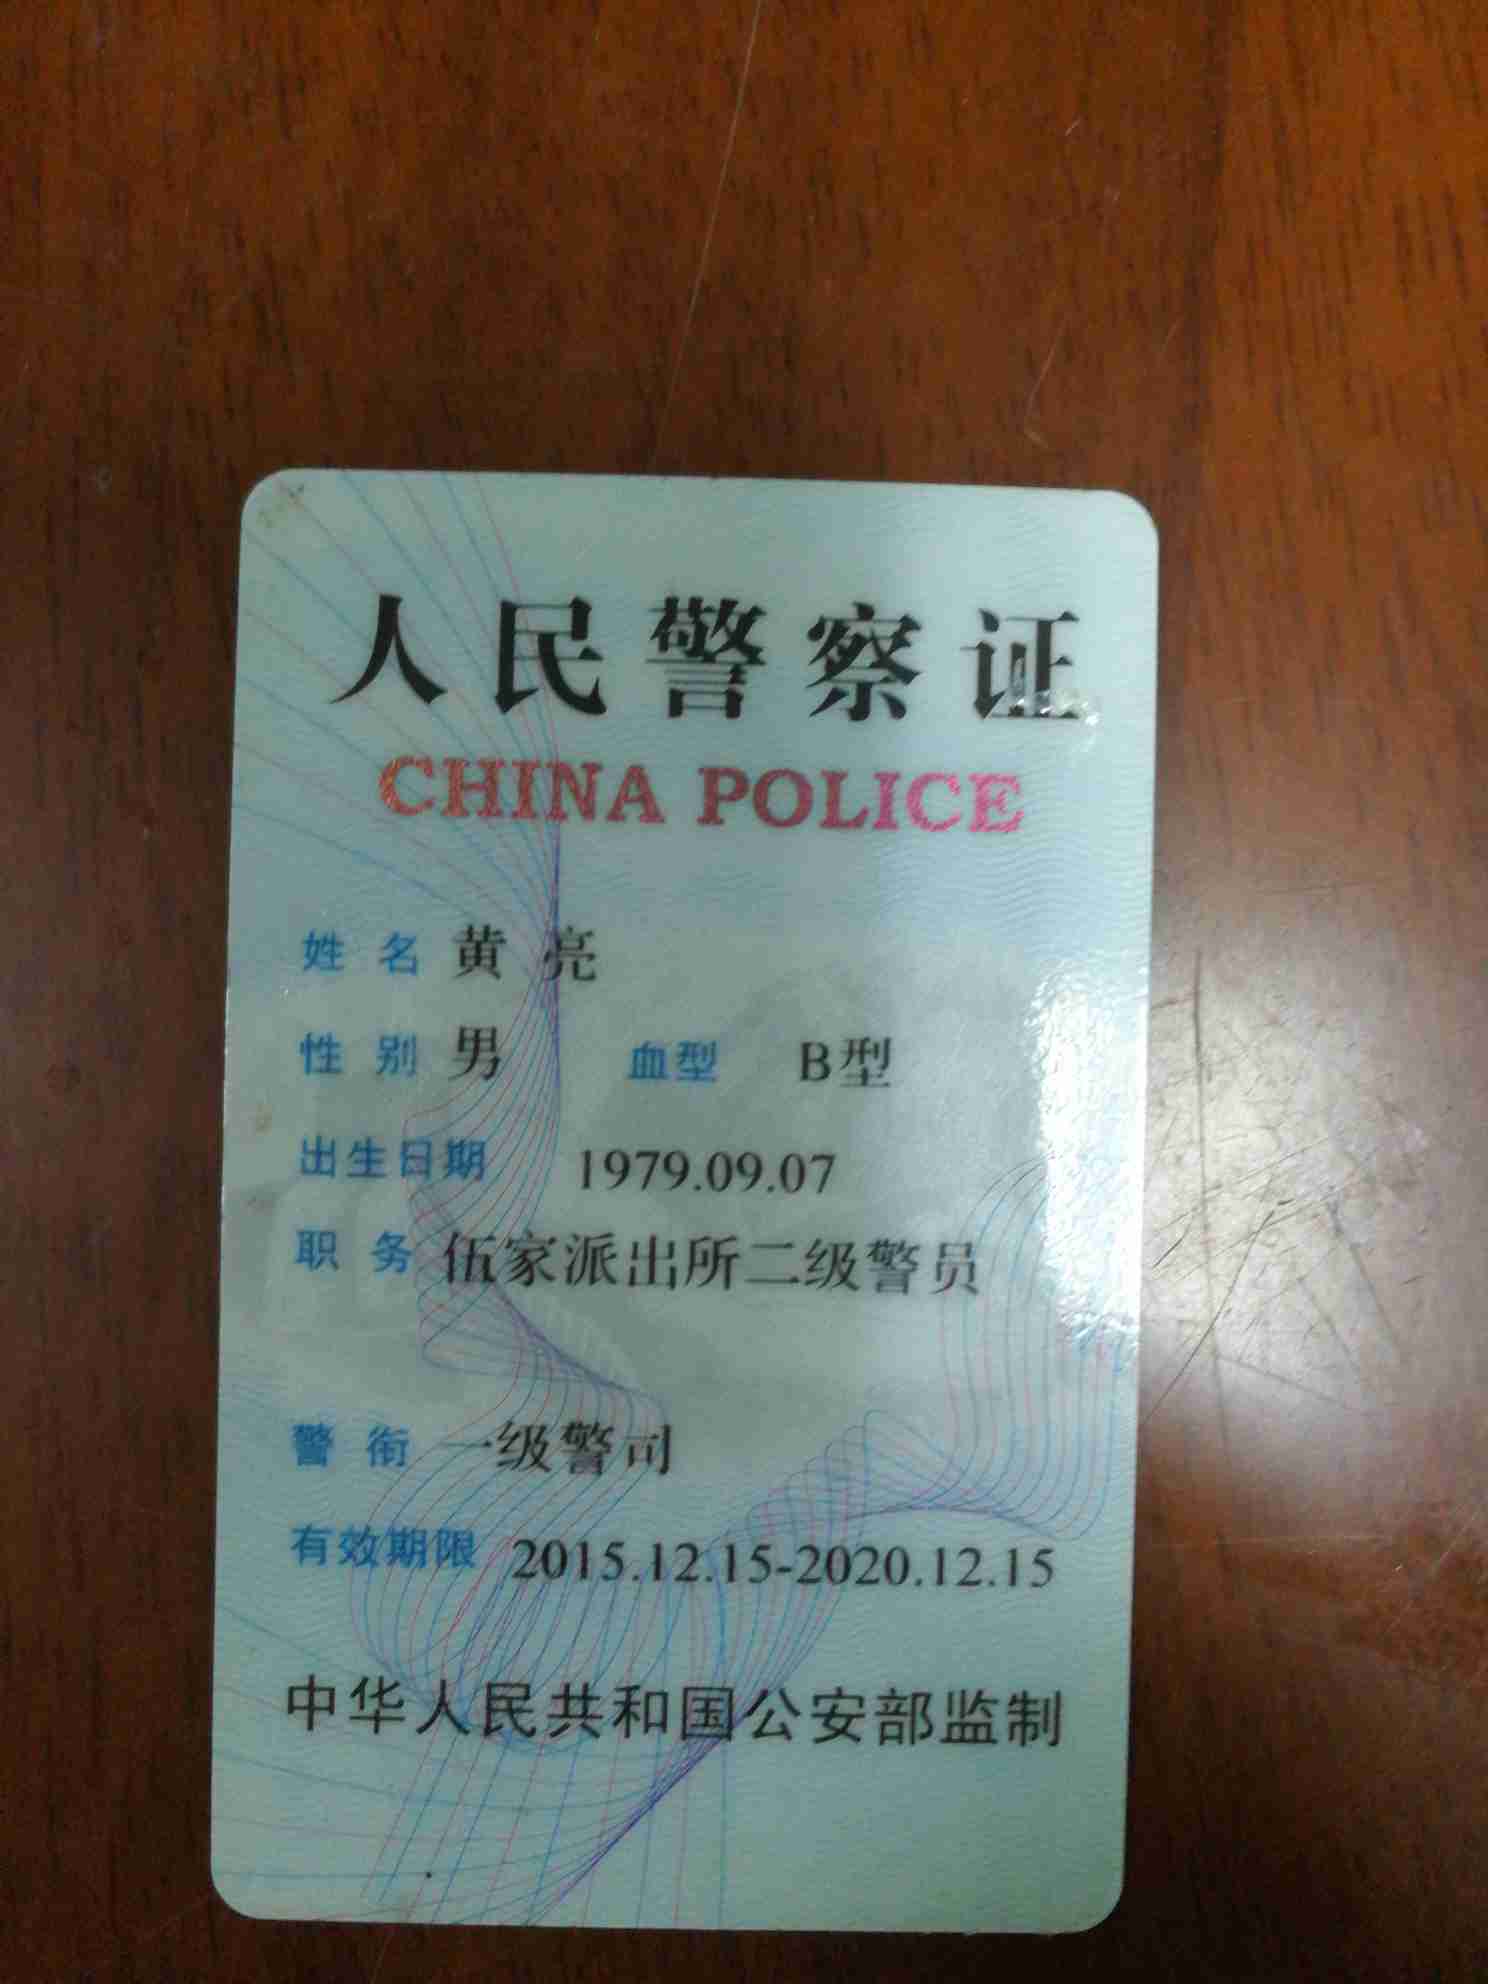 人民警察证
CHINA POLICE
姓 名 黄 亮
性 别 男 血型 B型
出生日期 1979.09.07
职 务 伍家派出所二级警员
警 衔 一级警司
有效期限 2015.12.15-2020.12.15
中华人民共和国公安部监制